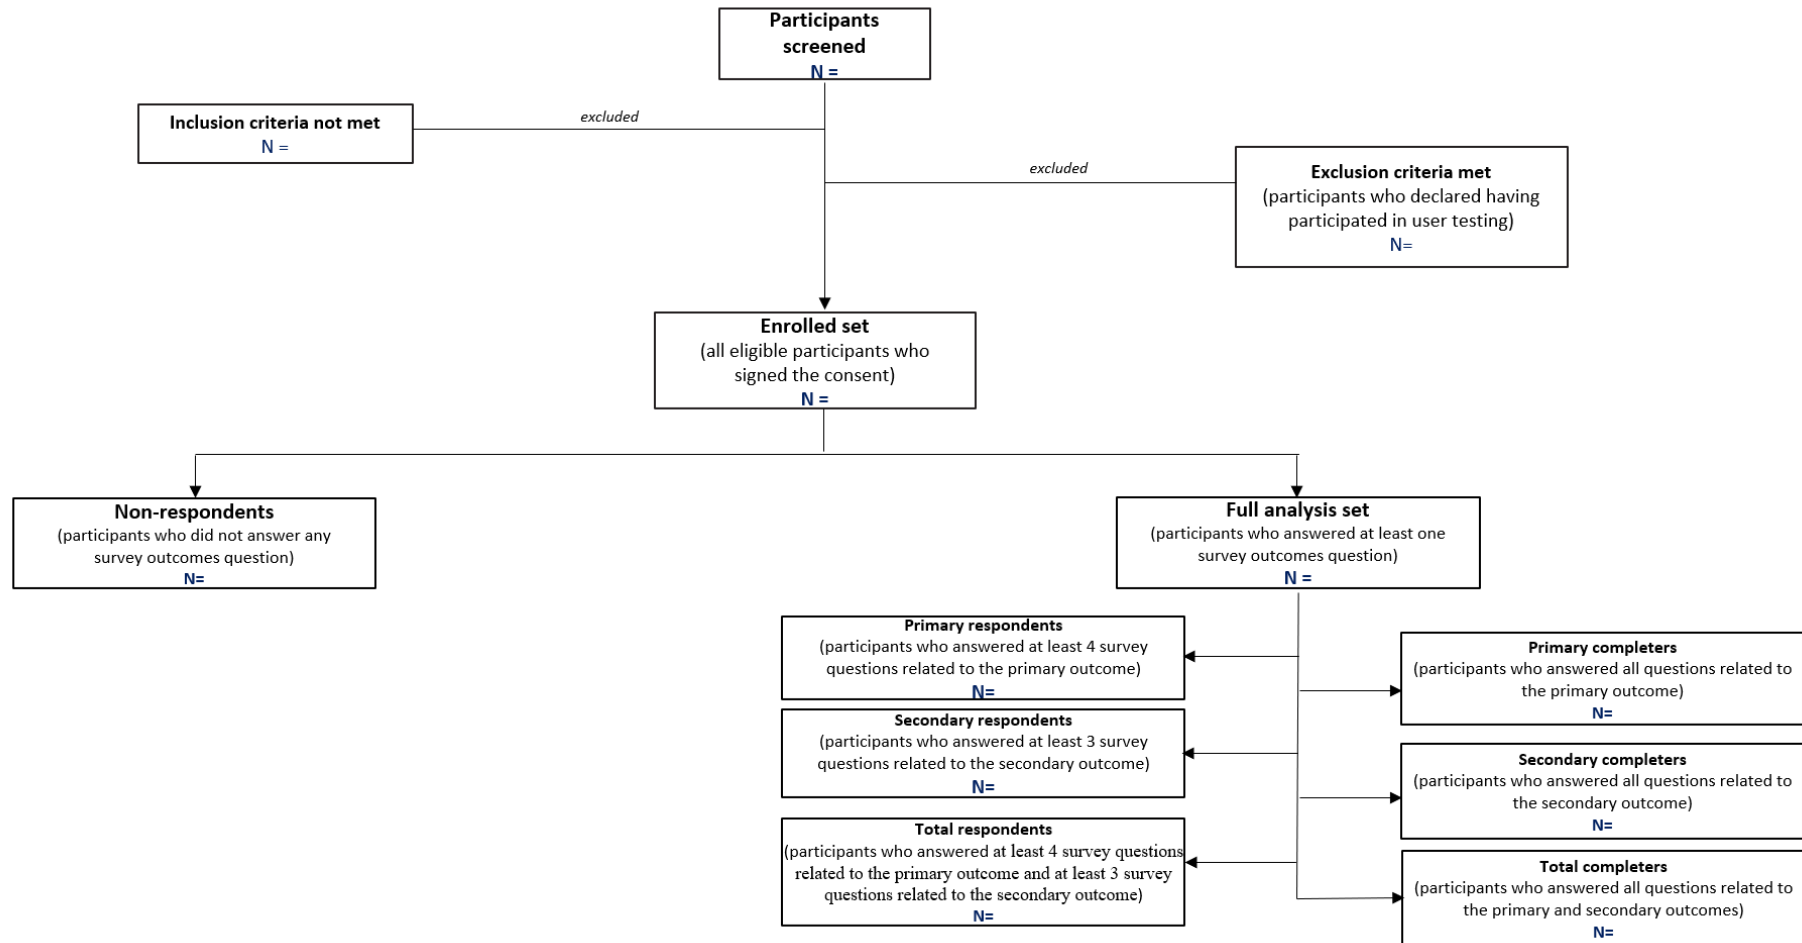 Participants
screened
N =
Inclusion criteria not met
N =
excluded
excluded
Exclusion criteria met
(participants who declared having
participated in user testing)
N=
Enrolled set
(all eligible participants who
signed the consent)
N =
Non-respondents
(participants who did not answer any
survey outcomes question)
N=
Full analysis set
(participants who answered at least one
survey outcomes question)
N =
Primary respondents
(participants who answered at least 4 survey
questions related to the primary outcome)
N=
Primary completers
(participants who answered all questions related to
the primary outcome)
N=
Secondary respondents
(participants who answered at least 3 survey
questions related to the secondary outcome)
N=
Secondary completers
(participants who answered all questions related to
the secondary outcome)
N=
Total respondents
(participants who answered at least 4 survey questions
related to the primary outcome and at least 3 survey
questions related to the secondary outcome)
N=
Total completers
(participants who answered all questions related to
the primary and secondary outcomes)
N=